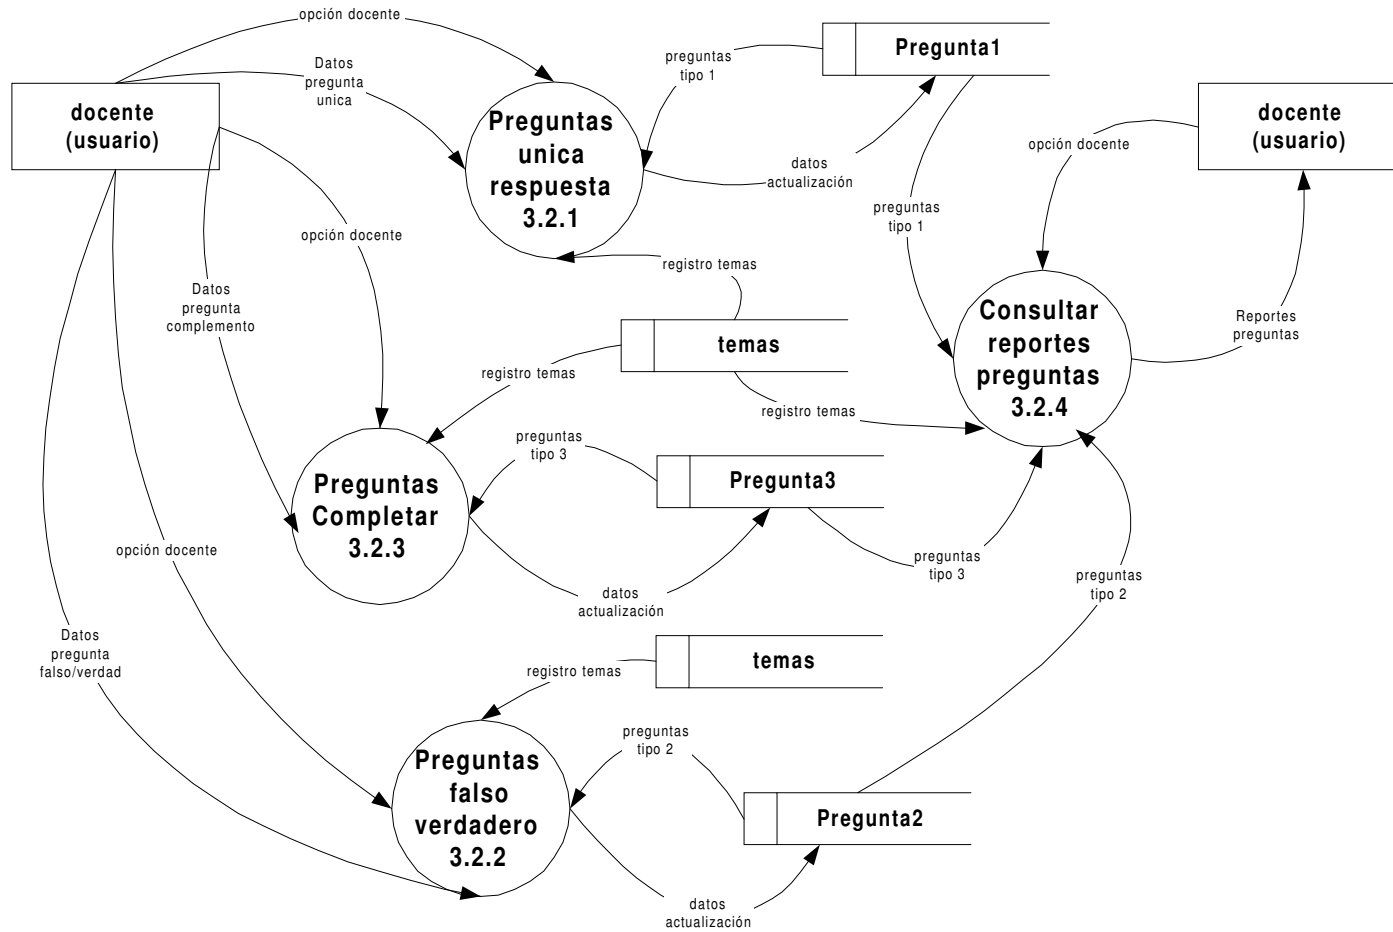 opción docente
Datos
pregunta
unica
preguntas
tipo 1
Pregunta1
docente
(usuario)
Preguntas
unica
respuesta
3.2.1
datos
actualización
opción docente
docente
(usuario)
preguntas
tipo 1
opción docente
registro temas
Datos
pregunta
complemento
temas
Consultar
reportes
preguntas
3.2.4
Reportes
preguntas
registro temas
registro temas
preguntas
tipo 3
Pregunta3
Preguntas
Completar
3.2.3
opción docente
preguntas
tipo 3
preguntas
tipo 2
datos
actualización
Datos
pregunta
falso/verdad
registro temas
temas
preguntas
tipo 2
Preguntas
falso
verdadero
3.2.2
Pregunta2
datos
actualización